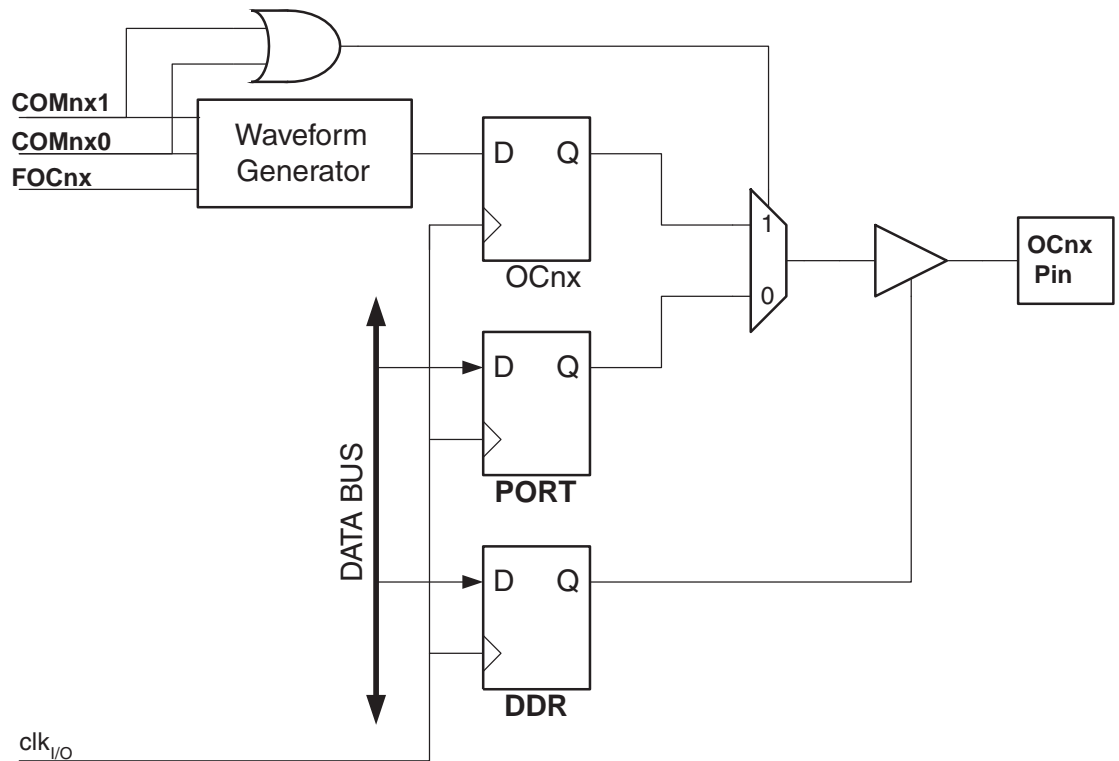 COMnx1
COMnx0
FOCnx
Waveform
Generator
D Q
OCnx
1
0
OCnx
Pin
DATA BUS
D Q
PORT
D Q
DDR
clkI/O